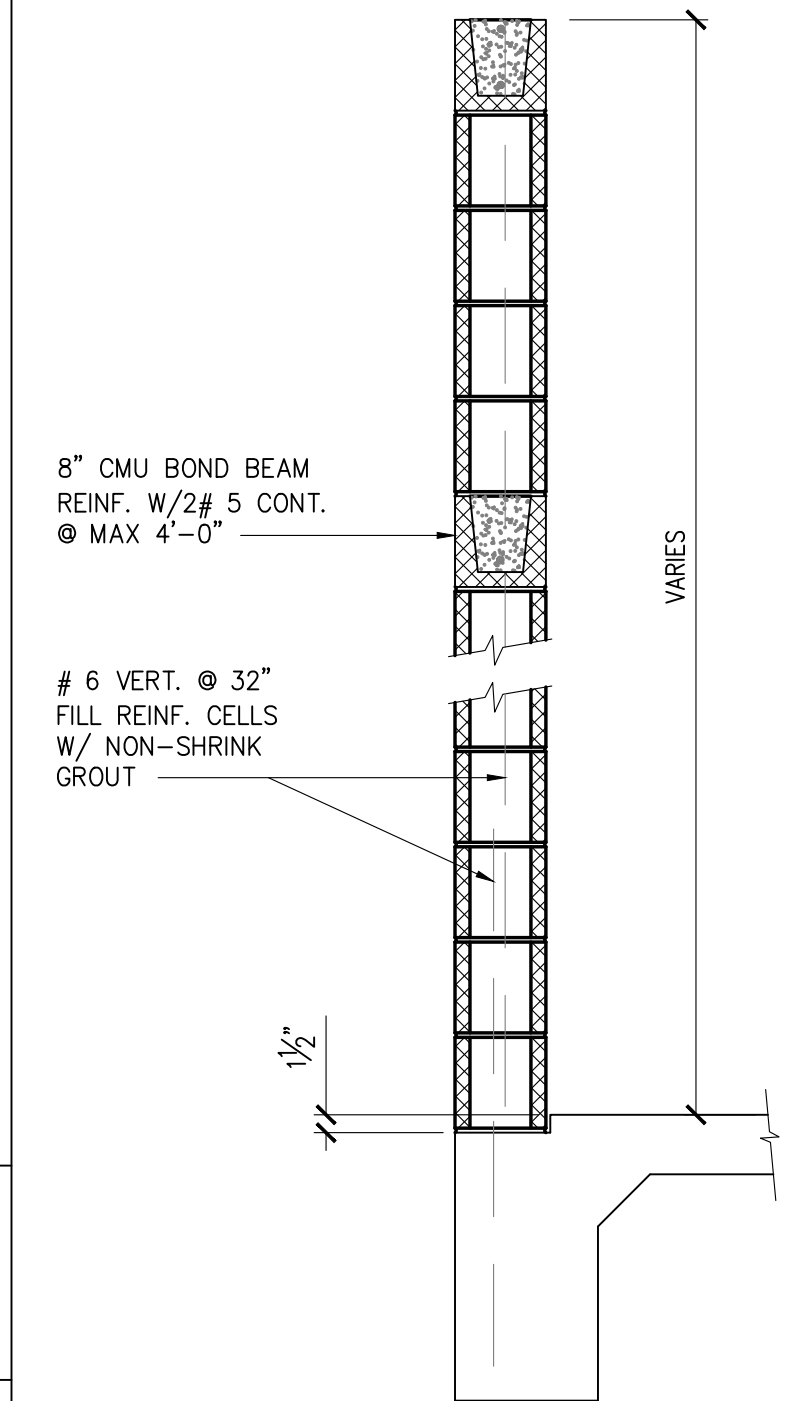 8" CMU BOND BEAM
REINF. W/2# 5 CONT.
@ MAX 4'-0"
VARIES
# 6 VERT. @ 32"
FILL REINF. CELLS
W/ NON-SHRINK
GROUT
1½"